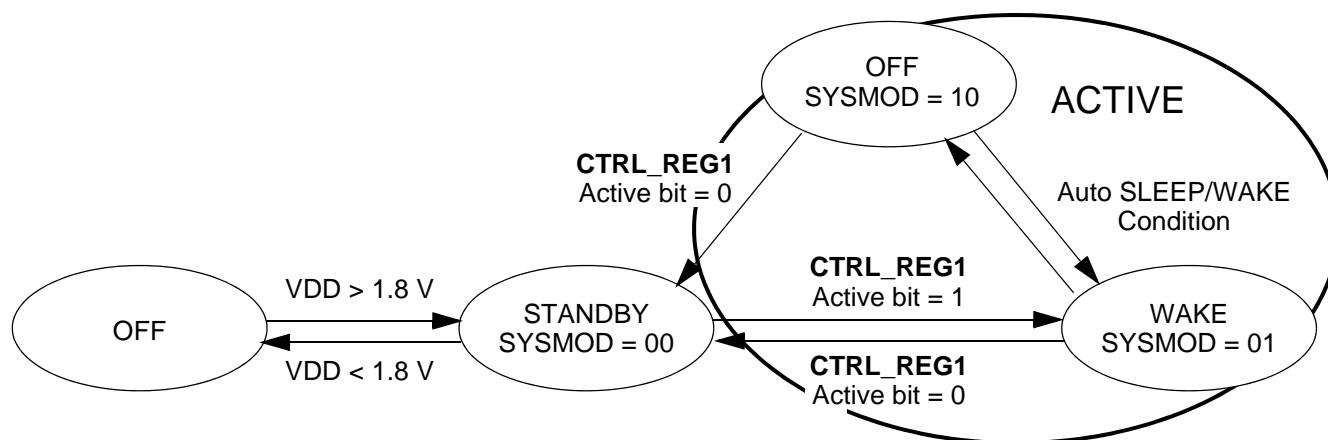 OFF
SYSMOD = 10
ACTIVE
CTRL_REG1
Active bit = 0
Auto SLEEP/WAKE
Condition
OFF
VDD > 1.8 V
VDD < 1.8 V
STANDBY
SYSMOD = 00
CTRL_REG1
Active bit = 1
CTRL_REG1
Active bit = 0
WAKE
SYSMOD = 01